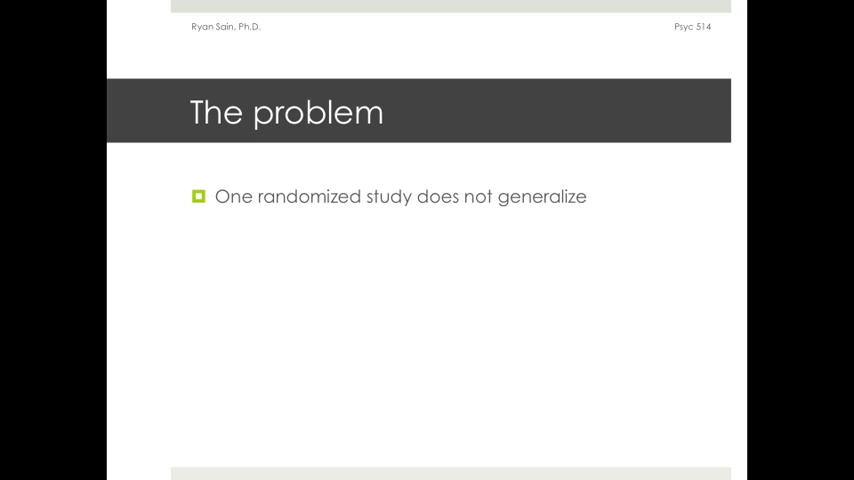 Ryan Sain, Ph.D.
Psyc 514
The problem
One randomized study does not generalize